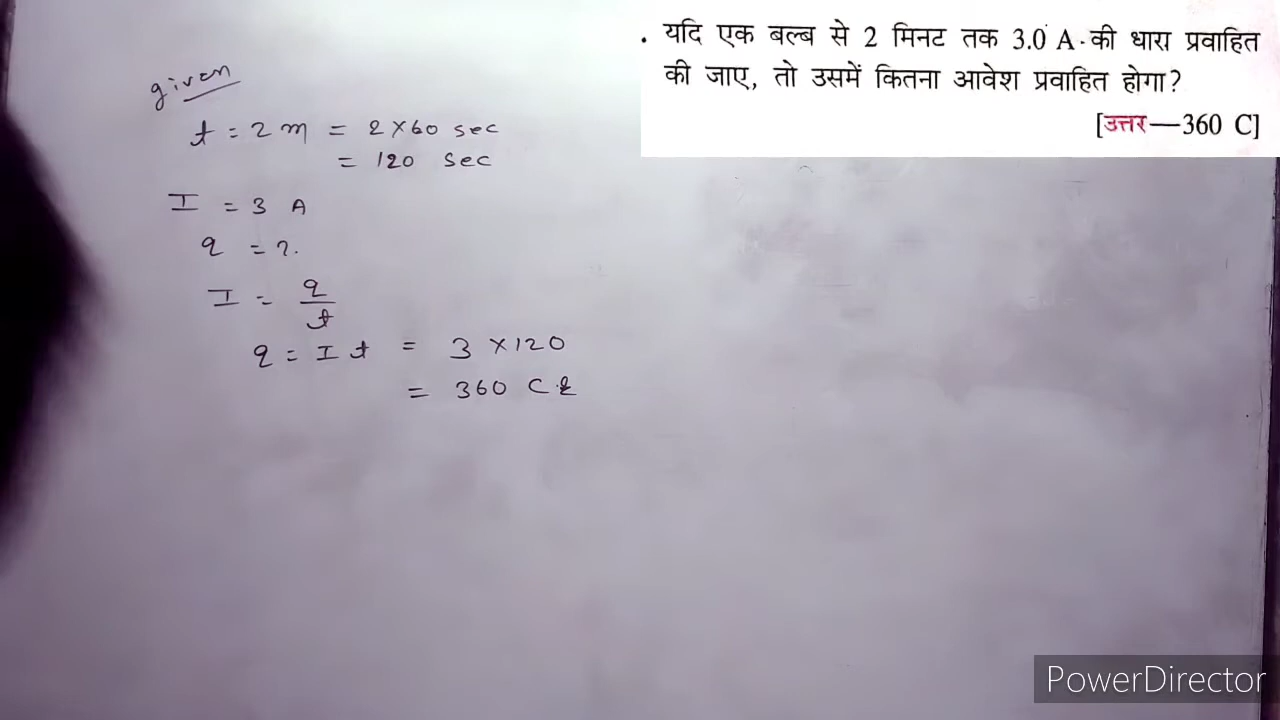 . यदि एक बल्ब से 2 मिनट तक 3.0 A की धारा प्रवाहित
की जाए, तो उसमें कितना आवेश प्रवाहित होगा?
[उत्तर—360 C]
given
t = 2 m = 2 × 60 sec
= 120 sec
I = 3 A
q = ?.
I = q/t
q = I t = 3 × 120
= 360 C
PowerDirector